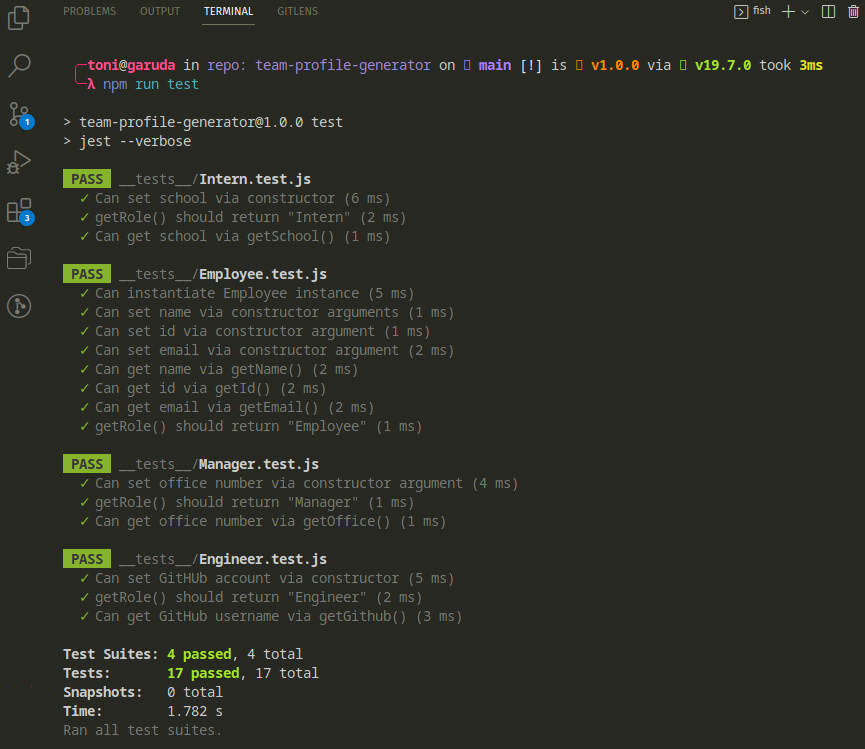 PROBLEMS OUTPUT TERMINAL GITLENS fish
toni@garuda in repo: team-profile-generator on main [!] is v1.0.0 via v19.7.0 took 3ms
λ npm run test
> team-profile-generator@1.0.0 test
> jest --verbose
PASS __tests__/Intern.test.js
✓ Can set school via constructor (6 ms)
✓ getRole() should return "Intern" (2 ms)
✓ Can get school via getSchool() (1 ms)
PASS __tests__/Employee.test.js
✓ Can instantiate Employee instance (5 ms)
✓ Can set name via constructor arguments (1 ms)
✓ Can set id via constructor argument (1 ms)
✓ Can set email via constructor argument (2 ms)
✓ Can get name via getName() (2 ms)
✓ Can get id via getId() (2 ms)
✓ Can get email via getEmail() (2 ms)
✓ getRole() should return "Employee" (1 ms)
PASS __tests__/Manager.test.js
✓ Can set office number via constructor argument (4 ms)
✓ getRole() should return "Manager" (1 ms)
✓ Can get office number via getOffice() (1 ms)
PASS __tests__/Engineer.test.js
✓ Can set GitHUb account via constructor (5 ms)
✓ getRole() should return "Engineer" (2 ms)
✓ Can get GitHub username via getGithub() (3 ms)
Test Suites: 4 passed, 4 total
Tests: 17 passed, 17 total
Snapshots: 0 total
Time: 1.782 s
Ran all test suites.
1
3